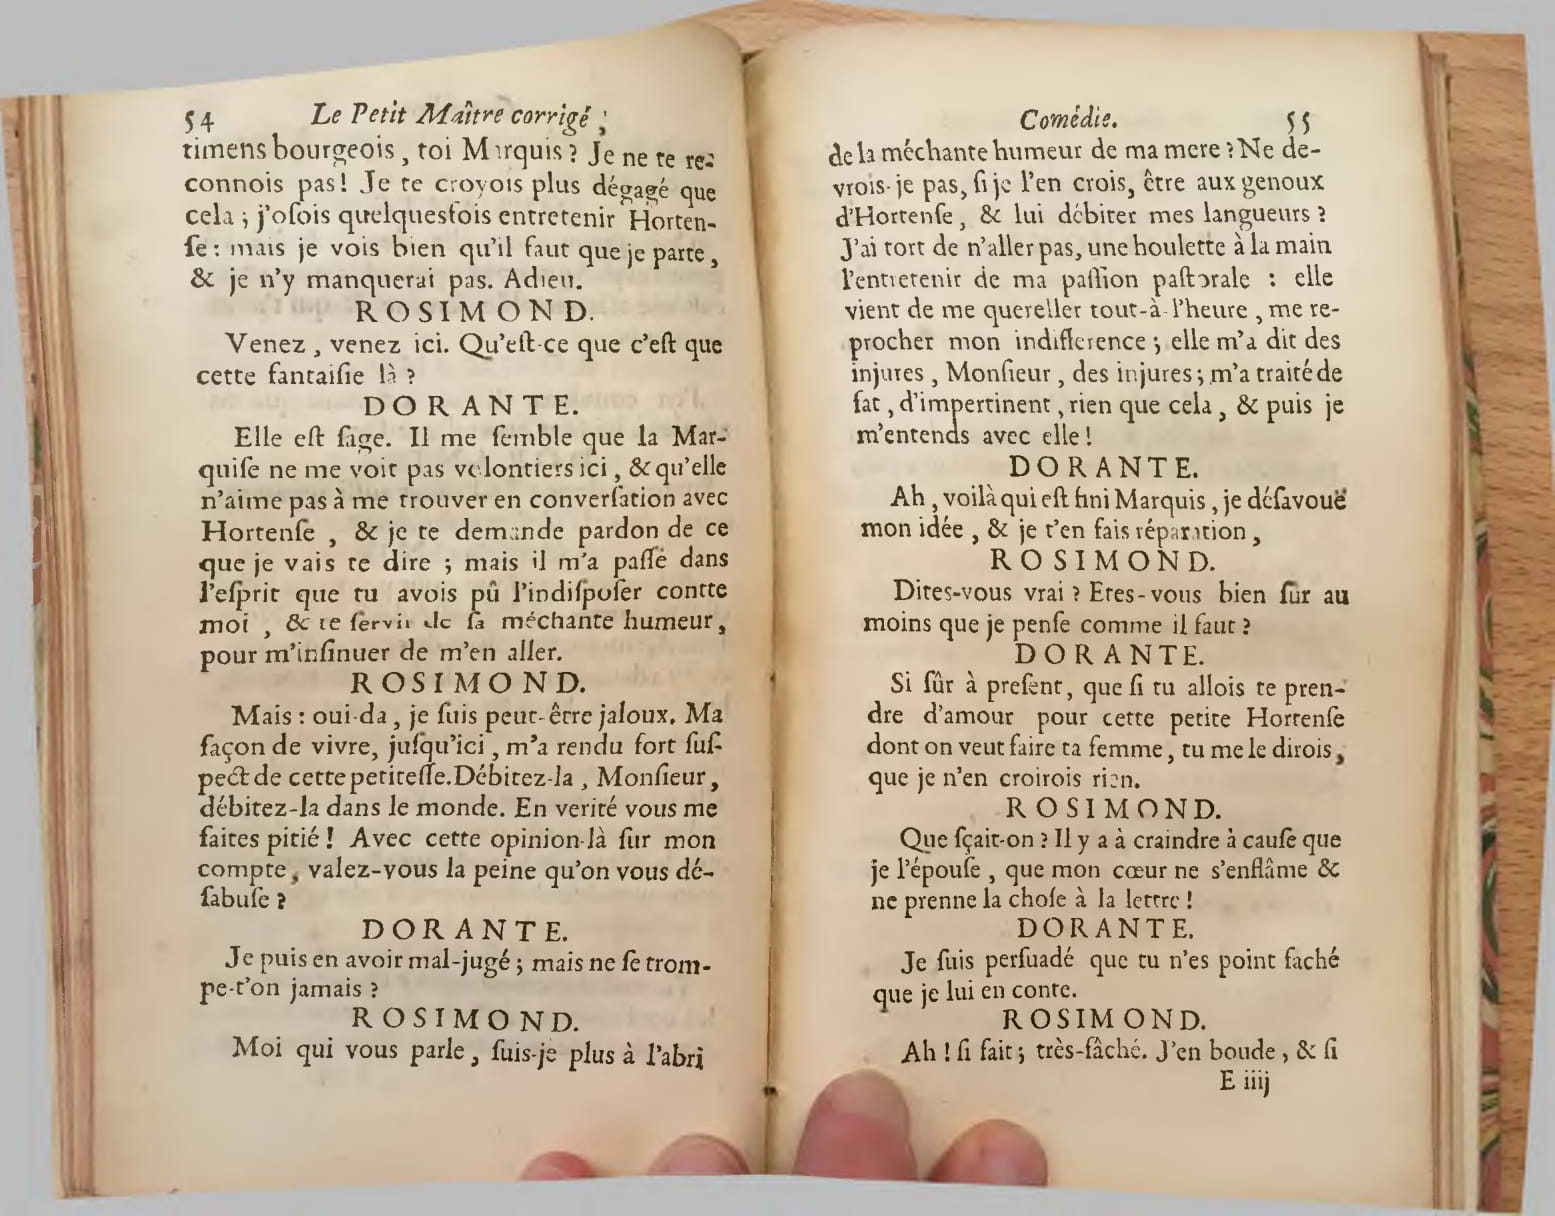 54 Le Petit Maître corrigé ;
timens bourgeois , toi Marquis ? Je ne te re-
connois pas ! Je te croyois plus dégagé que
cela ; j'oſois quelquesfois entretenir Horten-
ſe : mais je vois bien qu'il faut que je parte ,
& je n'y manquerai pas. Adieu.
ROSIMOND.
Venez , venez ici. Qu'eſt-ce que c'eſt que
cette fantaiſie là ?
DORANTE.
Elle eſt ſage. Il me ſemble que la Mar-
quiſe ne me voit pas volontiers ici , & qu'elle
n'aime pas à me trouver en converſation avec
Hortenſe , & je te demande pardon de ce
que je vais te dire ; mais il m'a paſſé dans
l'eſprit que tu avois pû l'indiſpoſer contte
moi , & te ſervir de ſa méchante humeur ,
pour m'inſinuer de m'en aller.
ROSIMOND.
Mais : oui-da , je ſuis peut-être jaloux. Ma
façon de vivre, juſqu'ici , m'a rendu fort ſuſ-
pect de cette petiteſſe. Débitez-la , Monſieur ,
débitez-la dans le monde. En verité vous me
faites pitié ! Avec cette opinion-là ſur mon
compte , valez-vous la peine qu'on vous dé-
ſabuſe ?
DORANTE.
Je puis en avoir mal-jugé ; mais ne ſe trom-
pe-t'on jamais ?
ROSIMOND.
Moi qui vous parle , ſuis-je plus à l'abri
Comédie. 55
de la méchante humeur de ma mere ? Ne de-
vrois-je pas, ſi je l'en crois, être aux genoux
d'Hortenſe , & lui débiter mes langueurs ?
J'ai tort de n'aller pas, une houlette à la main
l'entretenir de ma paſſion paſtorale : elle
vient de me quereller tout-à-l'heure , me re-
procher mon indifference ; elle m'a dit des
injures , Monſieur , des injures ; m'a traité de
fat , d'impertinent , rien que cela , & puis je
m'entends avec elle !
DORANTE.
Ah , voilà qui eſt fini Marquis , je déſavouë
mon idée , & je t'en fais réparation ,
ROSIMOND.
Dites-vous vrai ? Etes-vous bien ſûr au
moins que je penſe comme il faut ?
DORANTE.
Si ſûr à preſent, que ſi tu allois te pren-
dre d'amour pour cette petite Hortenſe
dont on veut faire ta femme , tu me le dirois ,
que je n'en croirois rien.
ROSIMOND.
Que ſçait-on ? Il y a à craindre à cauſe que
je l'épouſe , que mon cœur ne s'enflâme &
ne prenne la choſe à la lettre !
DORANTE.
Je ſuis perſuadé que tu n'es point faché
que je lui en conte.
ROSIMOND.
Ah ! ſi fait ; très-fâché. J'en boude , & ſi
E iiij